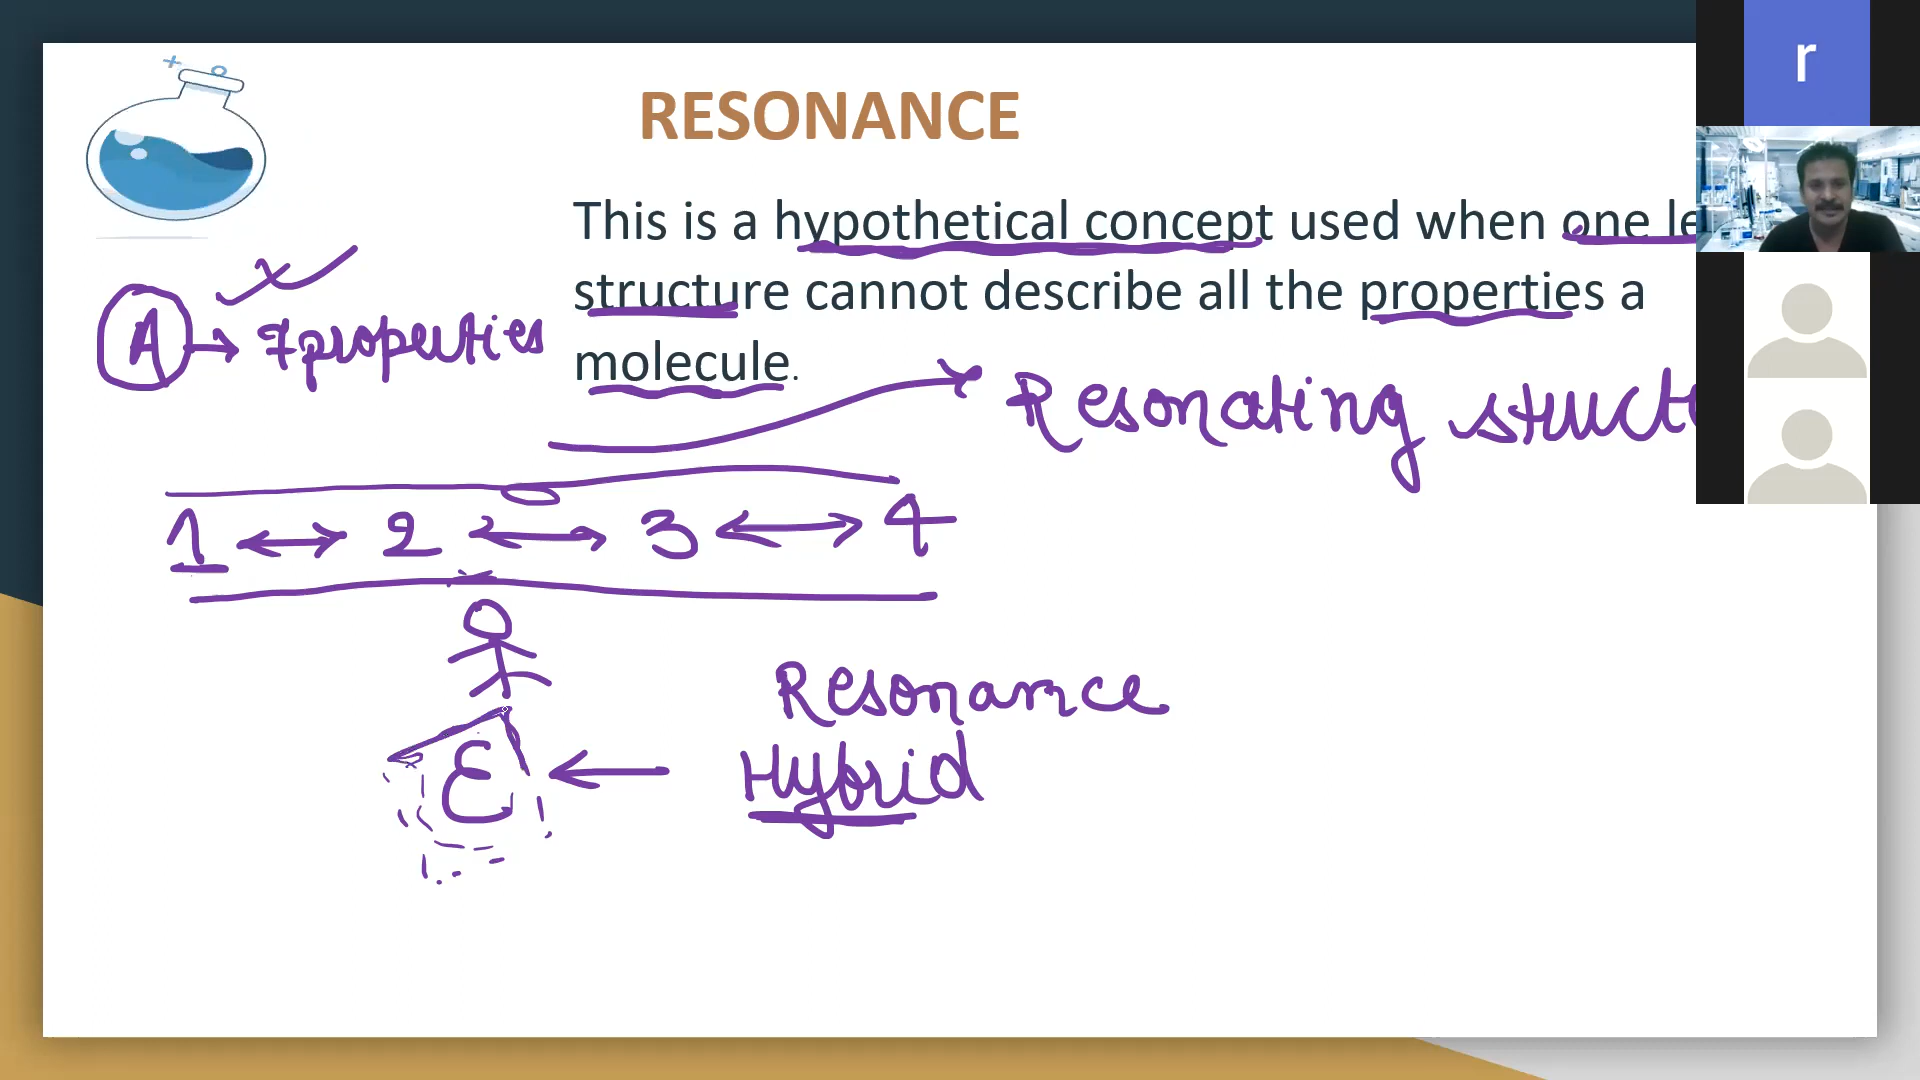 RESONANCE
This is a hypothetical concept used when one le
structure cannot describe all the properties a
molecule.
A → 7 properties
Resonating struct
1 ↔ 2 ↔ 3 ↔ 4
Resonance
Hybrid
E
r